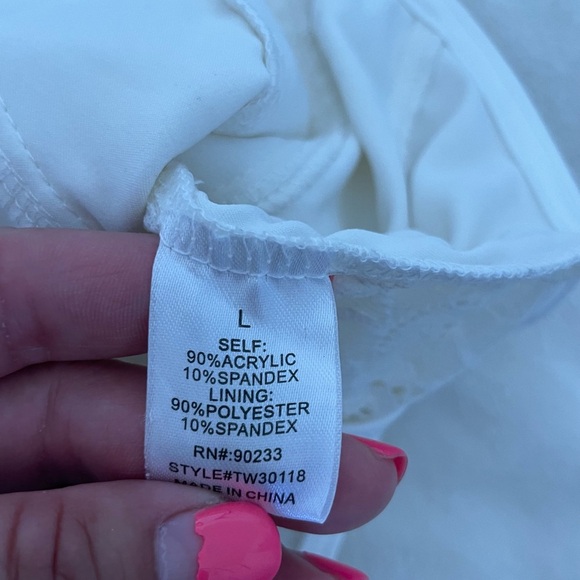 L
SELF:
90%ACRYLIC
10%SPANDEX
LINING:
90%POLYESTER
10%SPANDEX
RN#:90233
STYLE#TW30118
MADE IN CHINA